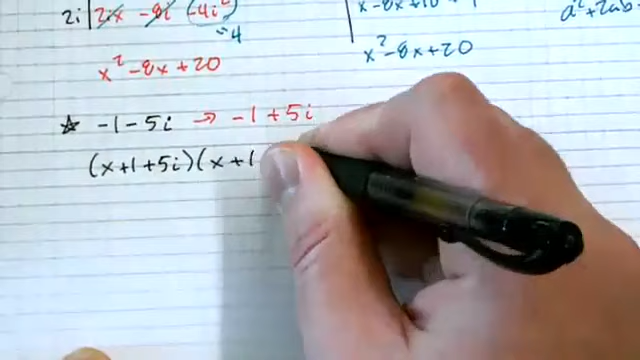 2i | 2ix -8i -4i²
=4
x² - 8x + 20
x² - 8x + 20
a² + 2ab
☆ -1 - 5i → -1 + 5i
(x+1+5i)(x+1